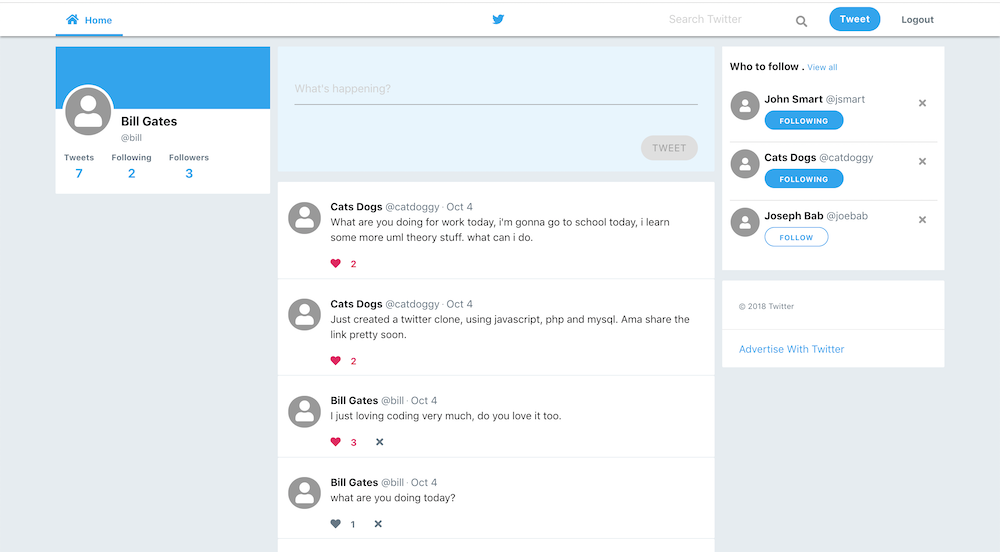 Home
Search Twitter
Tweet
Logout
Bill Gates
@bill
Tweets Following Followers
7 2 3
What's happening?
TWEET
Cats Dogs @catdoggy · Oct 4
What are you doing for work today, i'm gonna go to school today, i learn
some more uml theory stuff. what can i do.
2
Cats Dogs @catdoggy · Oct 4
Just created a twitter clone, using javascript, php and mysql. Ama share the
link pretty soon.
2
Bill Gates @bill · Oct 4
I just loving coding very much, do you love it too.
3
Bill Gates @bill · Oct 4
what are you doing today?
1
Who to follow . View all
John Smart @jsmart
FOLLOWING
Cats Dogs @catdoggy
FOLLOWING
Joseph Bab @joebab
FOLLOW
© 2018 Twitter
Advertise With Twitter